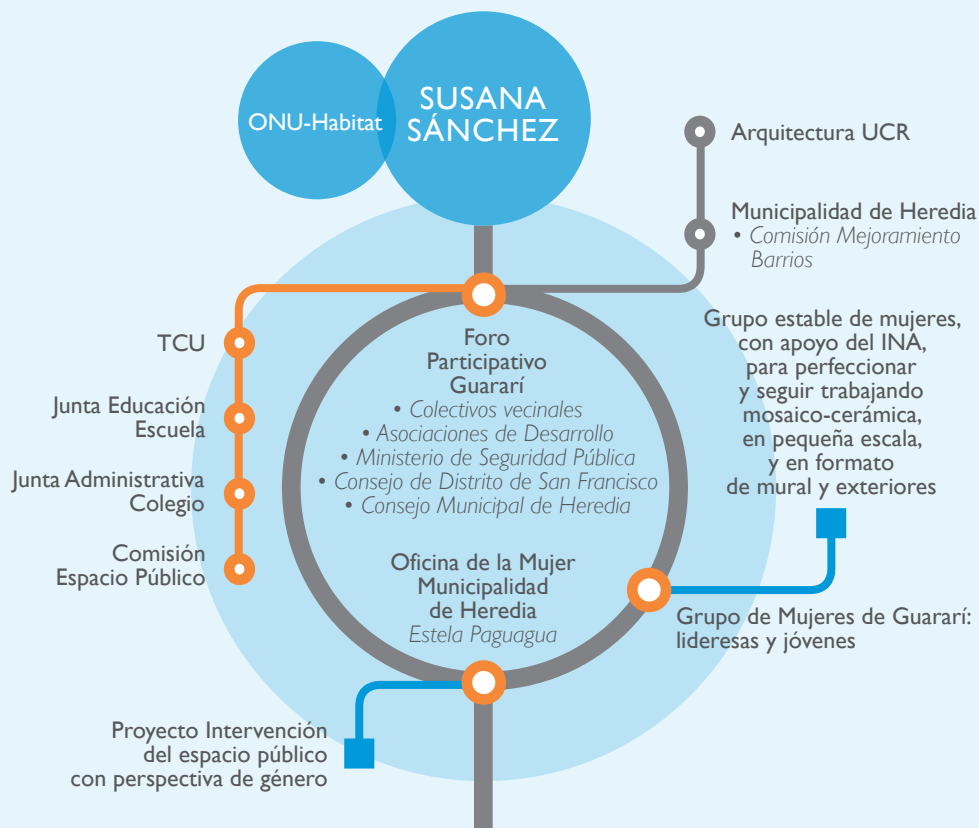 ONU-Habitat
SUSANA
SÁNCHEZ
Arquitectura UCR
Municipalidad de Heredia
• Comisión Mejoramiento
Barrios
TCU
Junta Educación
Escuela
Junta Administrativa
Colegio
Comisión
Espacio Público
Foro
Participativo
Guararí
• Colectivos vecinales
• Asociaciones de Desarrollo
• Ministerio de Seguridad Pública
• Consejo de Distrito de San Francisco
• Consejo Municipal de Heredia
Grupo estable de mujeres,
con apoyo del INA,
para perfeccionar
y seguir trabajando
mosaico-cerámica,
en pequeña escala,
y en formato
de mural y exteriores
Oficina de la Mujer
Municipalidad
de Heredia
Estela Paguagua
Grupo de Mujeres de Guararí:
lideresas y jóvenes
Proyecto Intervención
del espacio público
con perspectiva de género